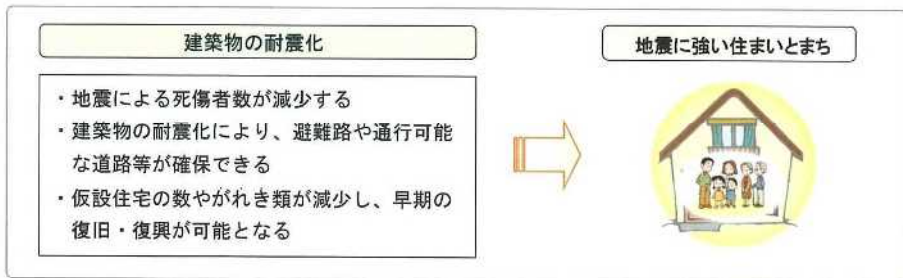 建築物の耐震化
地震に強い住まいとまち
・地震による死傷者数が減少する
・建築物の耐震化により、避難路や通行可能
な道路等が確保できる
・仮設住宅の数やがれき類が減少し、早期の
復旧・復興が可能となる